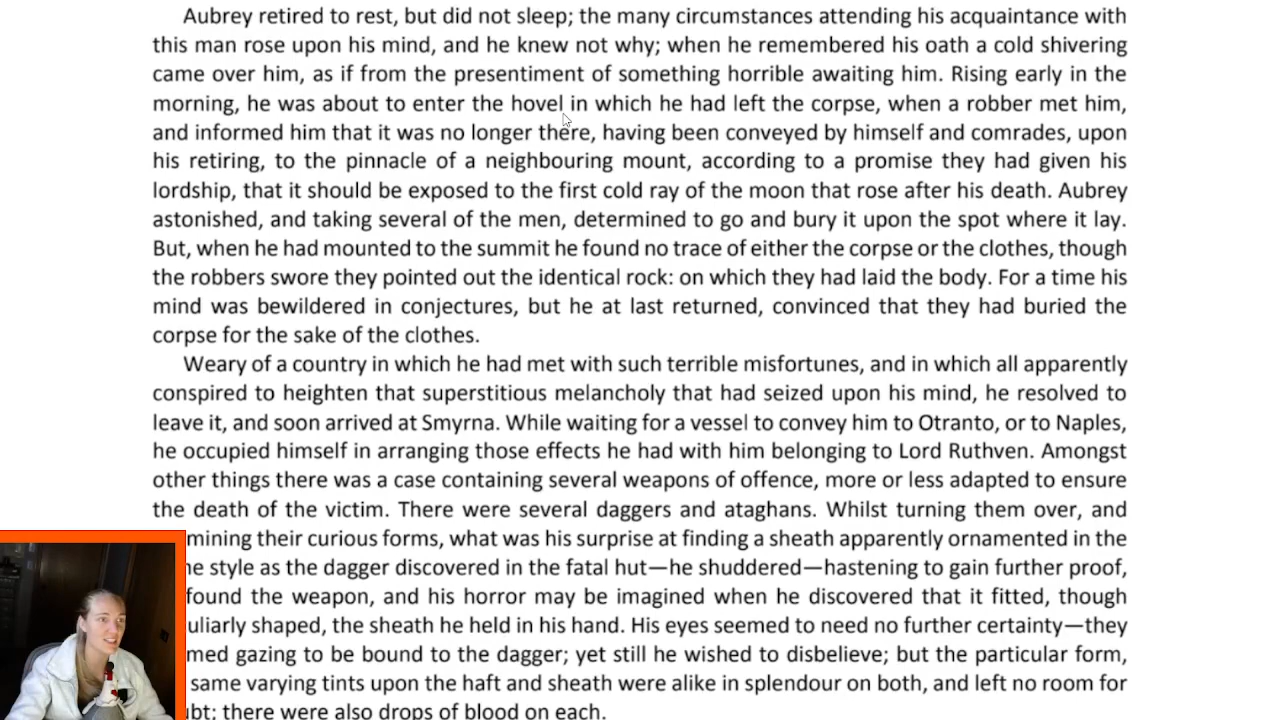 Aubrey retired to rest, but did not sleep; the many circumstances attending his acquaintance with
this man rose upon his mind, and he knew not why; when he remembered his oath a cold shivering
came over him, as if from the presentiment of something horrible awaiting him. Rising early in the
morning, he was about to enter the hovel in which he had left the corpse, when a robber met him,
and informed him that it was no longer there, having been conveyed by himself and comrades, upon
his retiring, to the pinnacle of a neighbouring mount, according to a promise they had given his
lordship, that it should be exposed to the first cold ray of the moon that rose after his death. Aubrey
astonished, and taking several of the men, determined to go and bury it upon the spot where it lay.
But, when he had mounted to the summit he found no trace of either the corpse or the clothes, though
the robbers swore they pointed out the identical rock: on which they had laid the body. For a time his
mind was bewildered in conjectures, but he at last returned, convinced that they had buried the
corpse for the sake of the clothes.
Weary of a country in which he had met with such terrible misfortunes, and in which all apparently
conspired to heighten that superstitious melancholy that had seized upon his mind, he resolved to
leave it, and soon arrived at Smyrna. While waiting for a vessel to convey him to Otranto, or to Naples,
he occupied himself in arranging those effects he had with him belonging to Lord Ruthven. Amongst
other things there was a case containing several weapons of offence, more or less adapted to ensure
the death of the victim. There were several daggers and ataghans. Whilst turning them over, and
mining their curious forms, what was his surprise at finding a sheath apparently ornamented in the
style as the dagger discovered in the fatal hut—he shuddered—hastening to gain further proof,
found the weapon, and his horror may be imagined when he discovered that it fitted, though
uliarly shaped, the sheath he held in his hand. His eyes seemed to need no further certainty—they
med gazing to be bound to the dagger; yet still he wished to disbelieve; but the particular form,
same varying tints upon the haft and sheath were alike in splendour on both, and left no room for
ubt; there were also drops of blood on each.